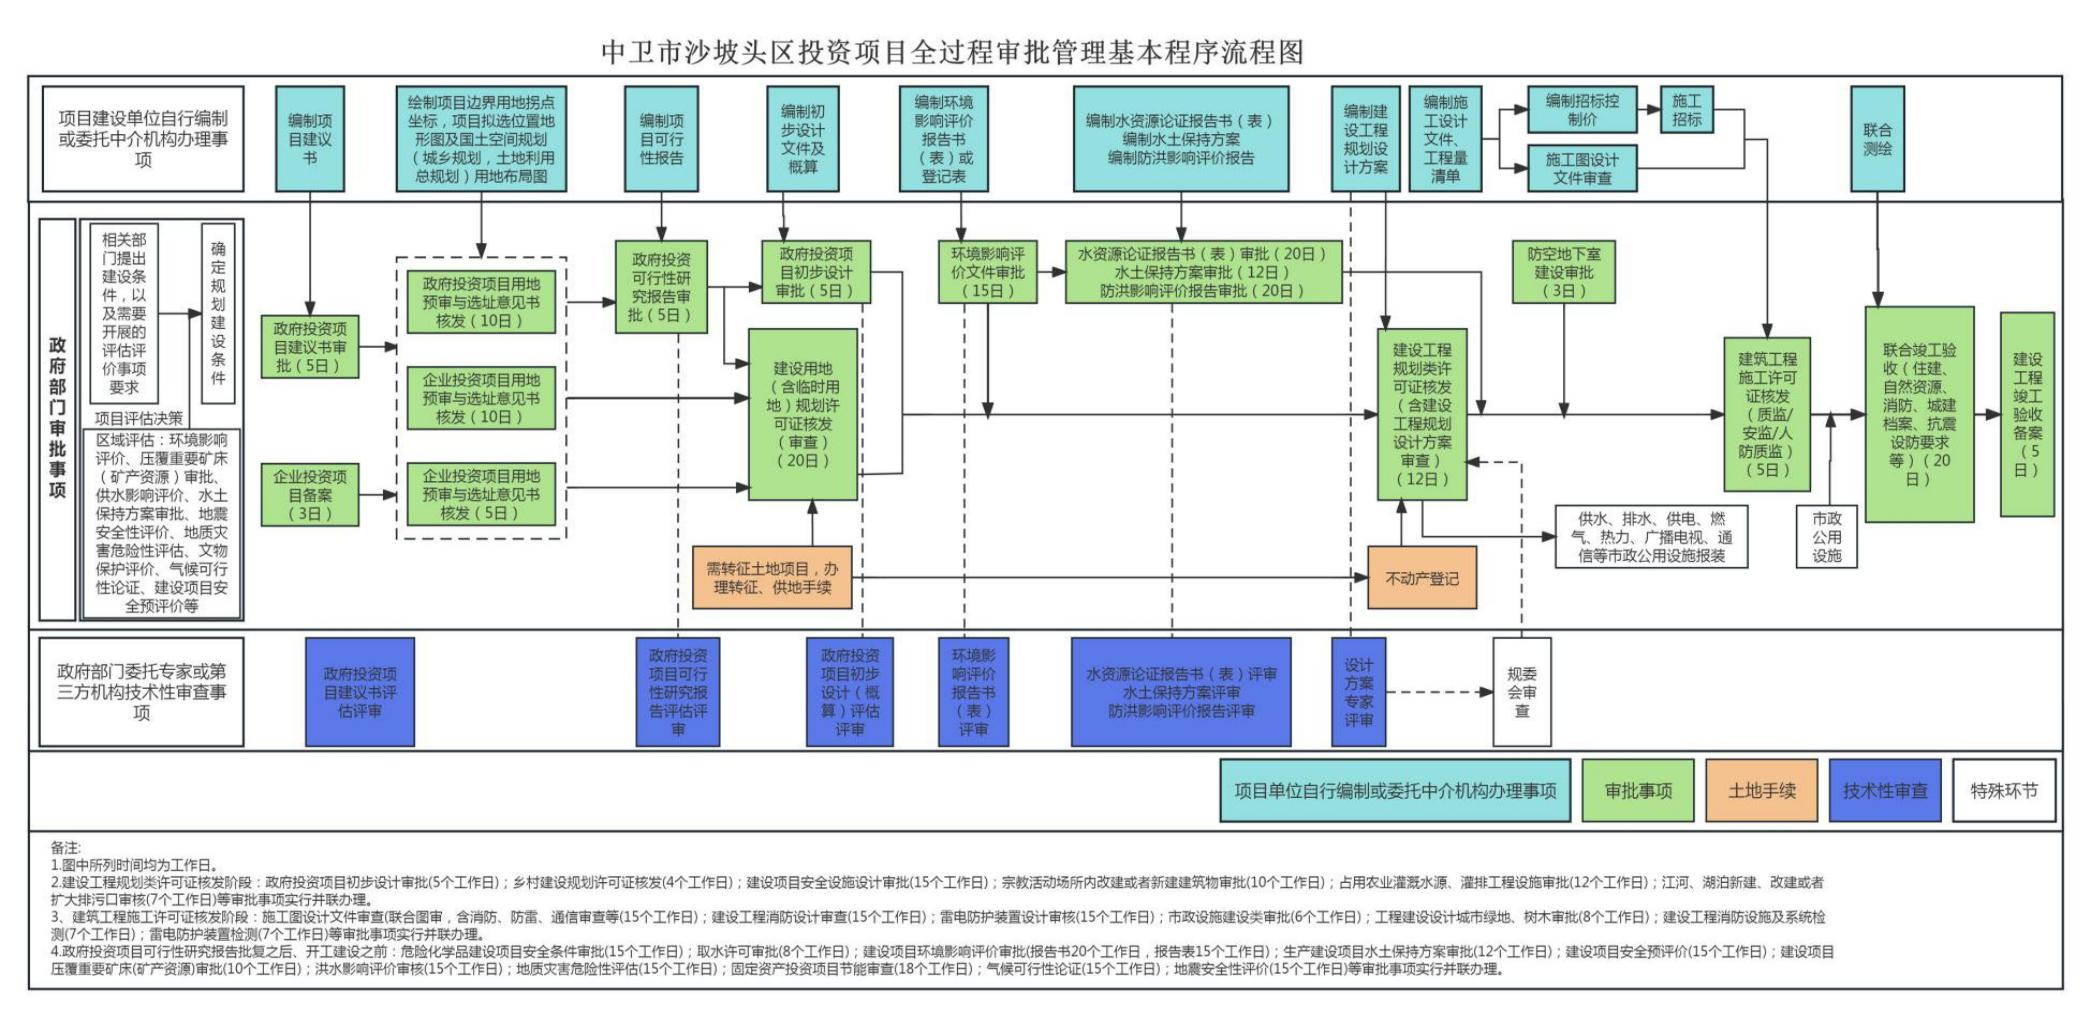 中卫市沙坡头区投资项目全过程审批管理基本程序流程图
项目建设单位自行编制
或委托中介机构办理事
项
编制项
目建议
书
绘制项目边界用地拐点
坐标，项目拟选位置地
形图及国土空间规划
（城乡规划，土地利用
总规划）用地布局图
编制项
目可行
性报告
编制初
步设计
文件及
概算
编制环境
影响评价
报告书
（表）或
登记表
编制水资源论证报告书（表）
编制水土保持方案
编制防洪影响评价报告
编制建
设工程
规划设
计方案
编制施
工设计
文件、
工程量
清单
编制招标控
制价
施工图设计
文件审查
施工
招标
联合
测绘
政府部门审批事项
相关部
门提出
建设条
件，以
及需要
开展的
评估评
价事项
要求
确定规划建设条件
项目评估决策
区域评估：环境影响
评价、压覆重要矿床
（矿产资源）审批、
供水影响评价、水土
保持方案审批、地震
安全性评价、地质灾
害危险性评估、文物
保护评价、气候可行
性论证、建设项目安
全预评价等
政府投资项
目建议书审
批（5日）
企业投资项
目备案
（3日）
政府投资项目用地
预审与选址意见书
核发（10日）
企业投资项目用地
预审与选址意见书
核发（10日）
企业投资项目用地
预审与选址意见书
核发（5日）
政府投资
可行性研
究报告审
批（5日）
政府投资项
目初步设计
审批（5日）
建设用地
（含临时用
地）规划许
可证核发
（审查）
（20日）
需转征土地项目，办
理转征、供地手续
环境影响评
价文件审批
（15日）
水资源论证报告书（表）审批（20日）
水土保持方案审批（12日）
防洪影响评价报告审批（20日）
建设工程
规划类许
可证核发
（含建设
工程规划
设计方案
审查）
（12日）
不动产登记
防空地下室
建设审批
（3日）
供水、排水、供电、燃
气、热力、广播电视、通
信等市政公用设施报装
建筑工程
施工许可
证核发
（质监/
安监/人
防质监）
（5日）
市政
公用
设施
联合竣工验
收（住建、
自然资源、
消防、城建
档案、抗震
设防要求
等）（20
日）
建设
工程
竣工
验收
备案
（5
日）
政府部门委托专家或第
三方机构技术性审查事
项
政府投资项
目建议书评
估评审
政府投资
项目可行
性研究报
告评估评
审
政府投资
项目初步
设计（概
算）评估
评审
环境影
响评价
报告书
（表）
评审
水资源论证报告书（表）评审
水土保持方案评审
防洪影响评价报告评审
设计
方案
专家
评审
规委
会审
查
项目单位自行编制或委托中介机构办理事项
审批事项
土地手续
技术性审查
特殊环节
备注:
1.图中所列时间均为工作日。
2.建设工程规划类许可证核发阶段：政府投资项目初步设计审批(5个工作日)；乡村建设规划许可证核发(4个工作日)；建设项目安全设施设计审批(15个工作日)；宗教活动场所内改建或者新建建筑物审批(10个工作日)；占用农业灌溉水源、灌排工程设施审批(12个工作日)；江河、湖泊新建、改建或者
扩大排污口审核(7个工作日)等审批事项实行并联办理。
3、建筑工程施工许可证核发阶段：施工图设计文件审查(联合图审，含消防、防雷、通信审查等(15个工作日)；建设工程消防设计审查(15个工作日)；雷电防护装置设计审核(15个工作日)；市政设施建设类审批(6个工作日)；工程建设设计城市绿地、树木审批(8个工作日)；建设工程消防设施及系统检
测(7个工作日)；雷电防护装置检测(7个工作日)等审批事项实行并联办理。
4.政府投资项目可行性研究报告批复之后、开工建设之前：危险化学品建设项目安全条件审批(15个工作日)；取水许可审批(8个工作日)；建设项目环境影响评价审批(报告书20个工作日，报告表15个工作日)；生产建设项目水土保持方案审批(12个工作日)；建设项目安全预评价(15个工作日)；建设项目
压覆重要矿床(矿产资源)审批(10个工作日)；洪水影响评价审核(15个工作日)；地质灾害危险性评估(15个工作日)；固定资产投资项目节能审查(18个工作日)；气候可行性论证(15个工作日)；地震安全性评价(15个工作日)等审批事项实行并联办理。